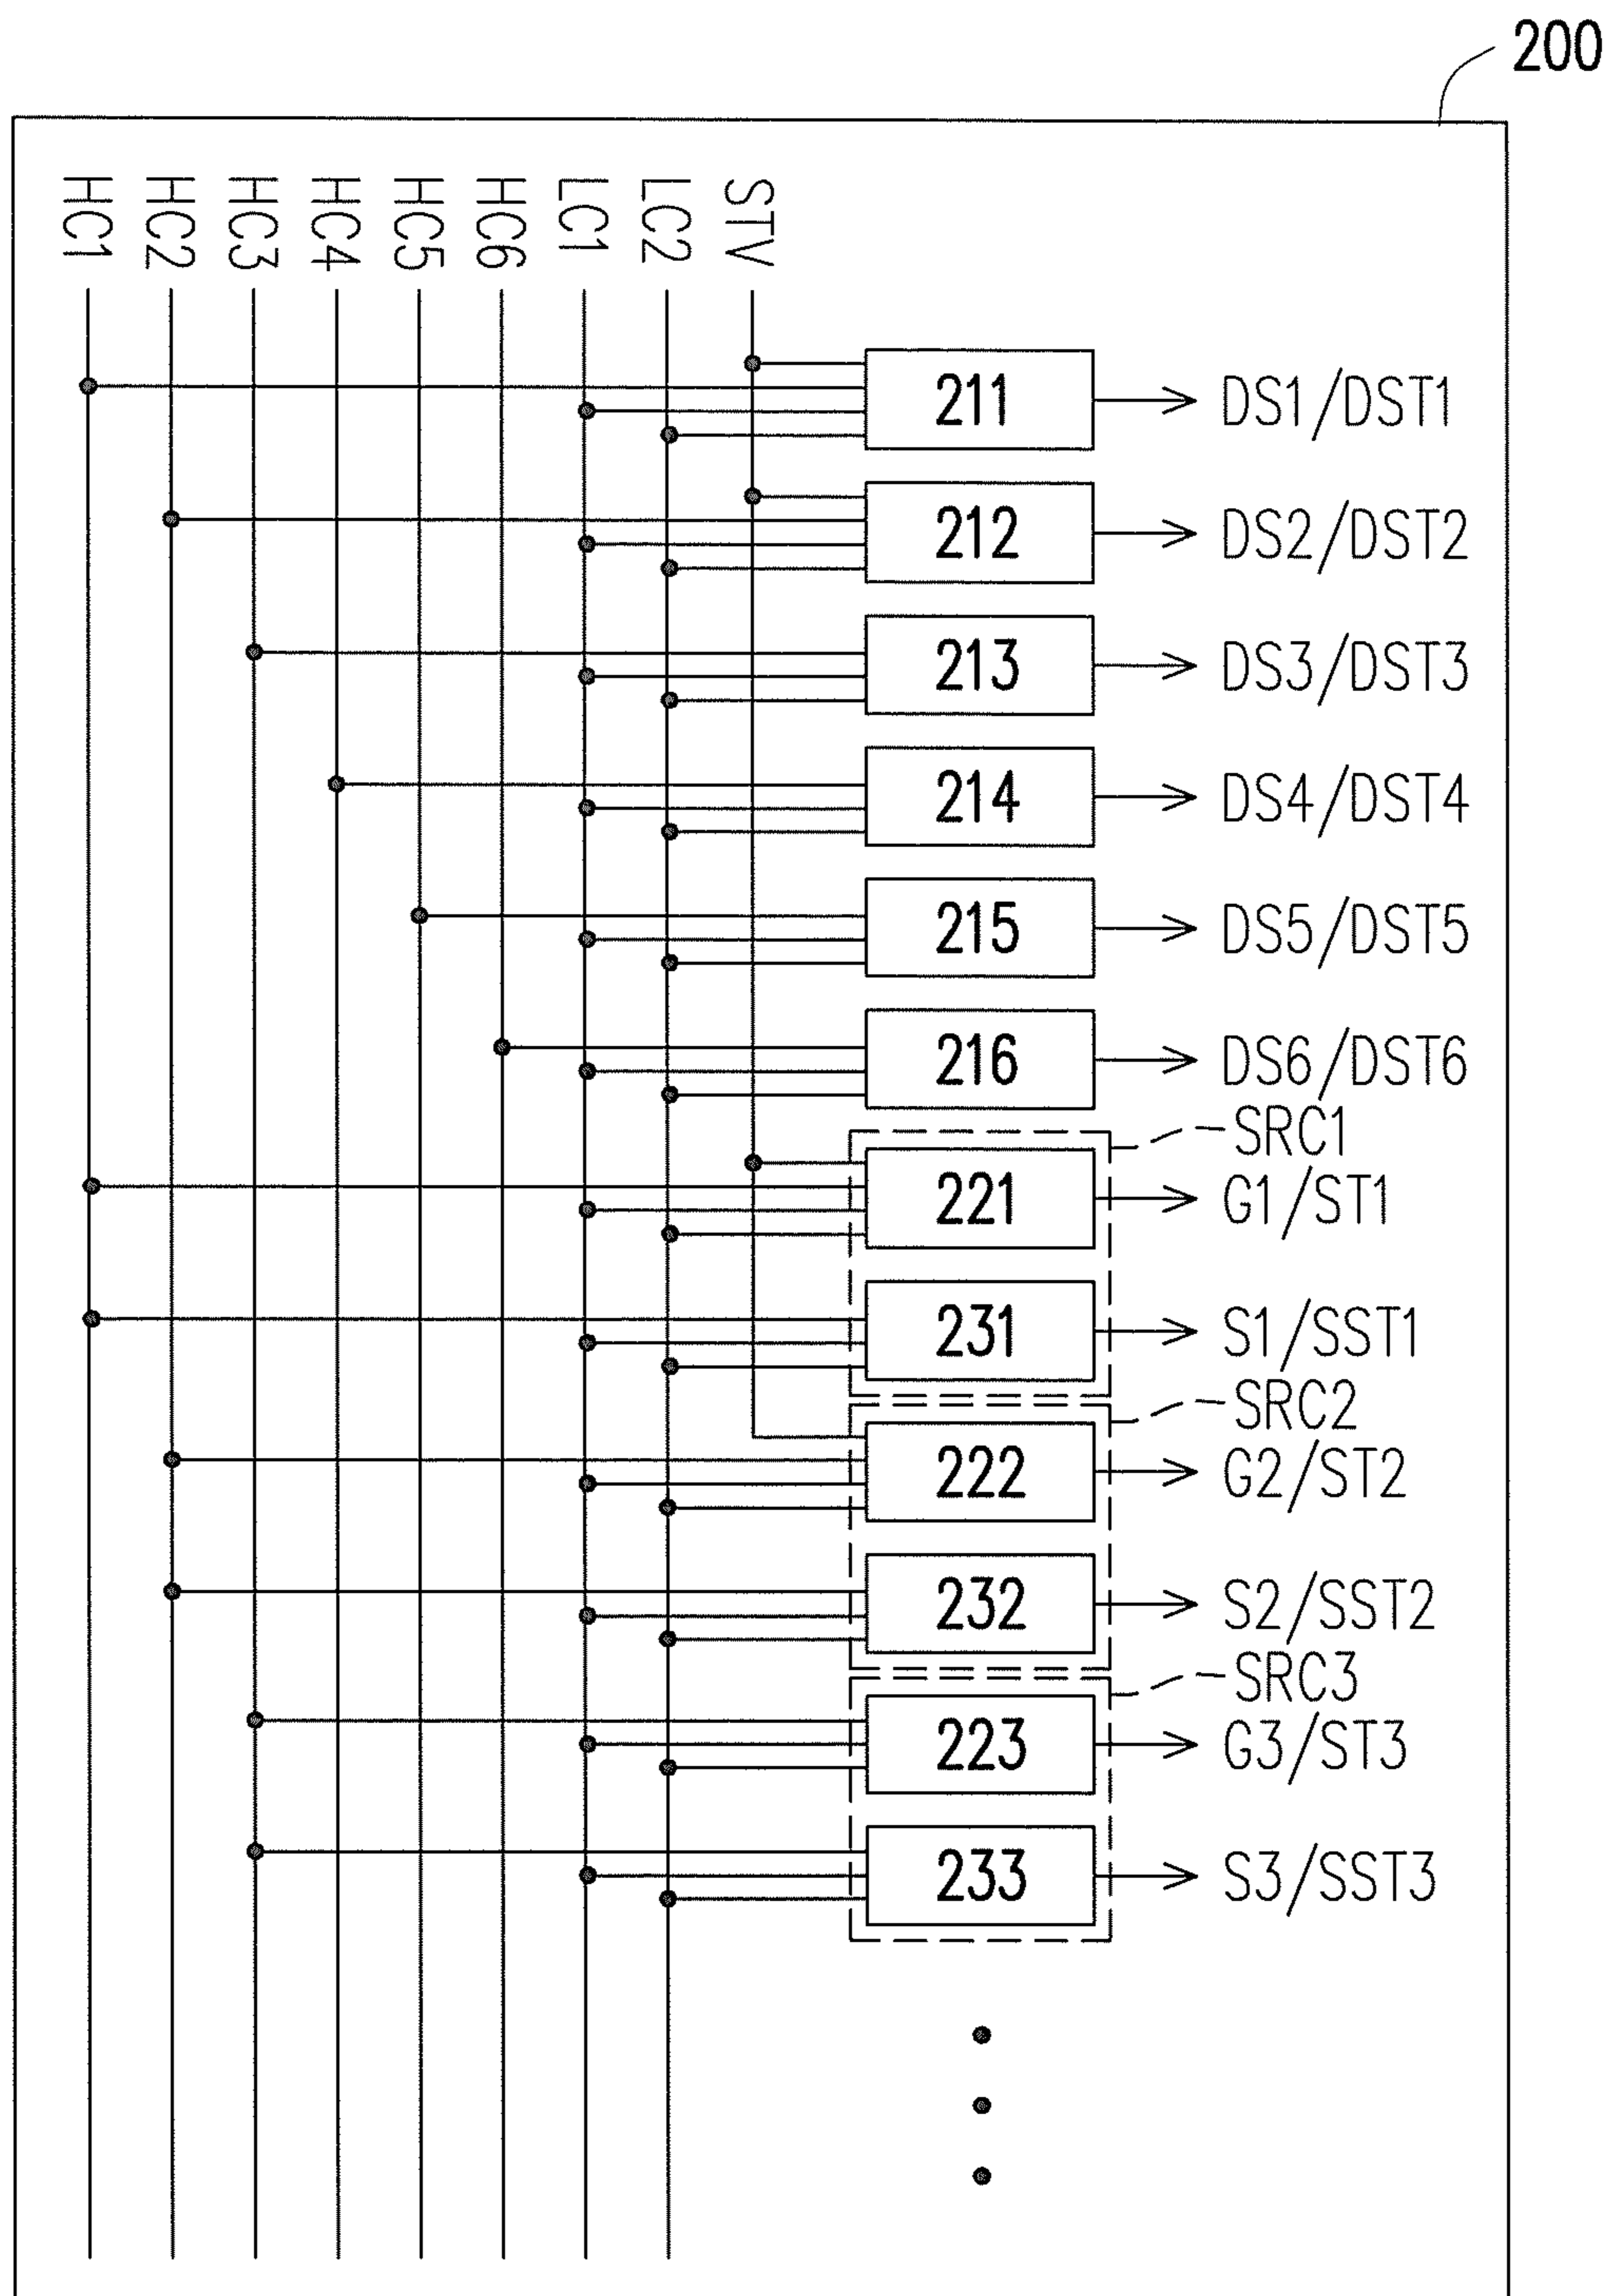 200
HC1
HC2
HC3
HC4
HC5
HC6
LC1
LC2
STV
211
DS1/DST1
212
DS2/DST2
213
DS3/DST3
214
DS4/DST4
215
DS5/DST5
216
DS6/DST6
SRC1
221
G1/ST1
231
S1/SST1
SRC2
222
G2/ST2
232
S2/SST2
SRC3
223
G3/ST3
233
S3/SST3